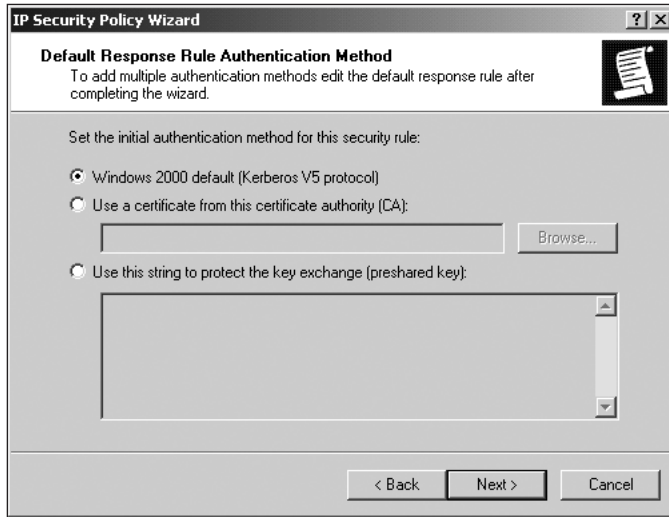 IP Security Policy Wizard
Default Response Rule Authentication Method
To add multiple authentication methods edit the default response rule after
completing the wizard.
Set the initial authentication method for this security rule:
Windows 2000 default (Kerberos V5 protocol)
Use a certificate from this certificate authority (CA):
Browse...
Use this string to protect the key exchange (preshared key):
< Back Next > Cancel